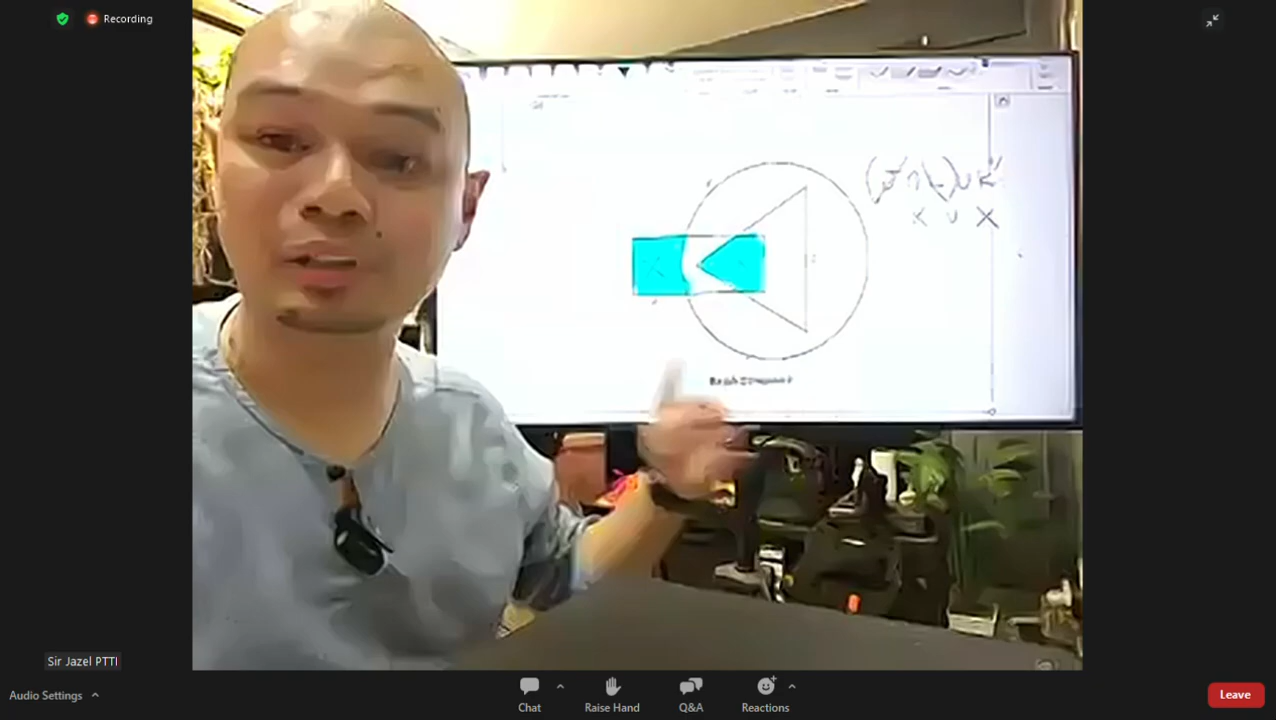 Recording
X U X
Sir Jazel PTTI
Audio Settings
Chat
Raise Hand
Q&A
Reactions
Leave